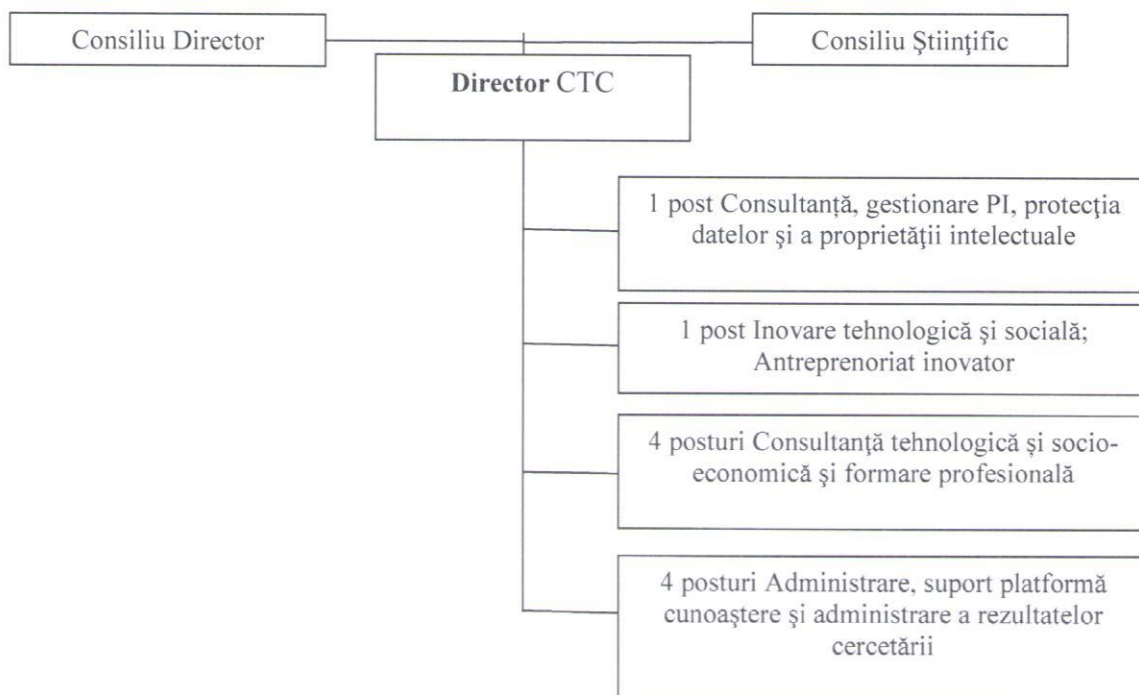 Consiliu Director
Consiliu Ştiinţific
Director CTC
1 post Consultanţă, gestionare PI, protecţia
datelor şi a proprietăţii intelectuale
1 post Inovare tehnologică şi socială;
Antreprenoriat inovator
4 posturi Consultanţă tehnologică şi socio-
economică şi formare profesională
4 posturi Administrare, suport platformă
cunoaştere şi administrare a rezultatelor
cercetării